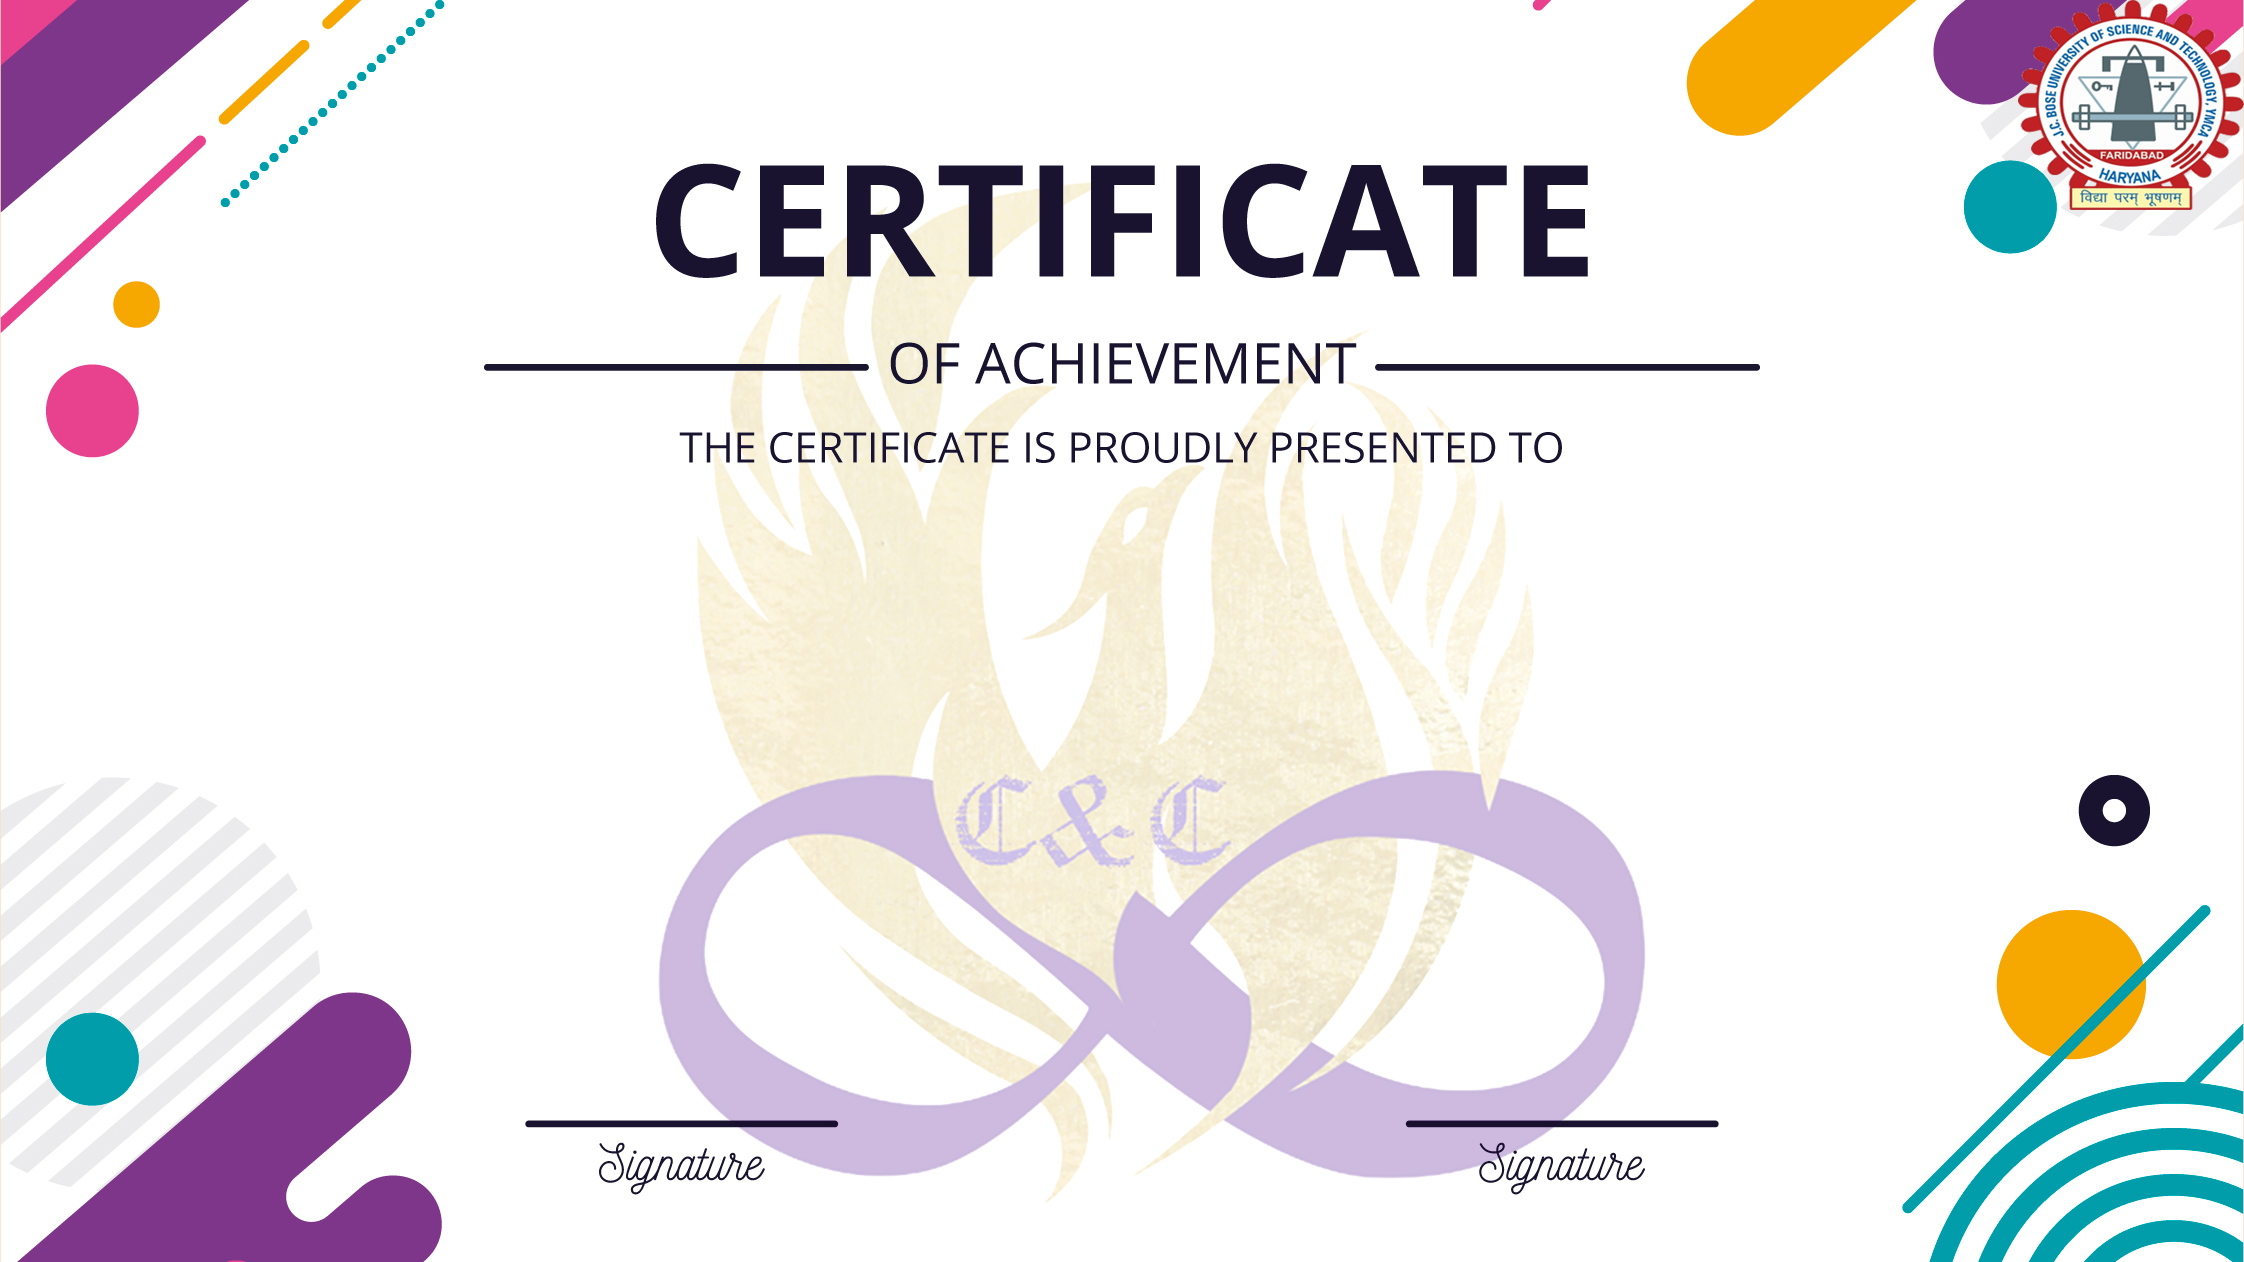 J.C. BOSE UNIVERSITY OF SCIENCE AND TECHNOLOGY, YMCA
FARIDABAD
HARYANA
विद्या परम् भूषणम्
CERTIFICATE
OF ACHIEVEMENT
THE CERTIFICATE IS PROUDLY PRESENTED TO
C&C
Signature
Signature